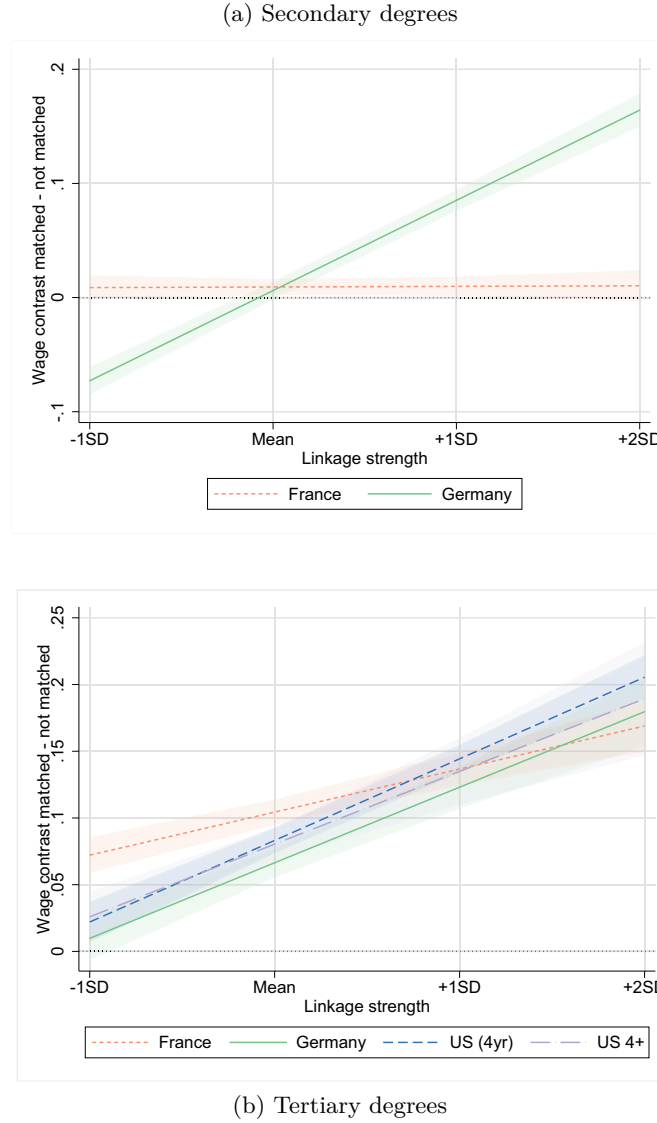 (a) Secondary degrees
Wage contrast matched - not matched
.2
.1
0
-.1
-1SD Mean +1SD +2SD
Linkage strength
France Germany
Wage contrast matched - not matched
.25
.2
.15
.1
.05
0
-1SD Mean +1SD +2SD
Linkage strength
France Germany US (4yr) US 4+
(b) Tertiary degrees